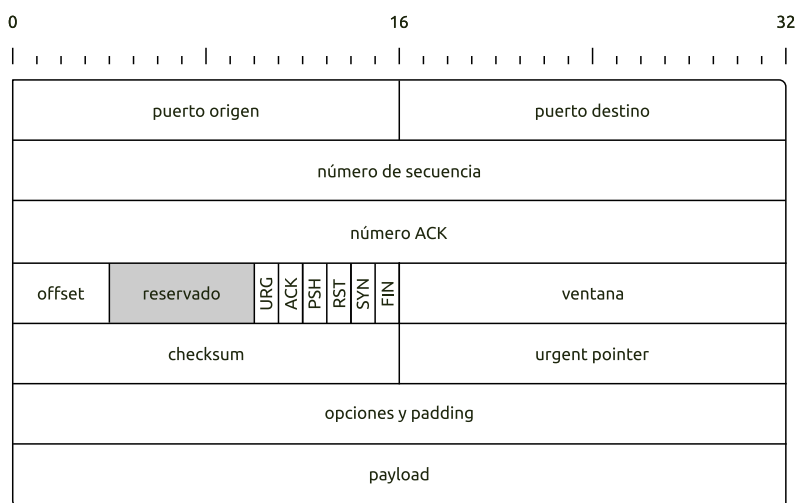 0 16 32
puerto origen puerto destino
número de secuencia
número ACK
offset reservado URG ACK PSH RST SYN FIN ventana
checksum urgent pointer
opciones y padding
payload